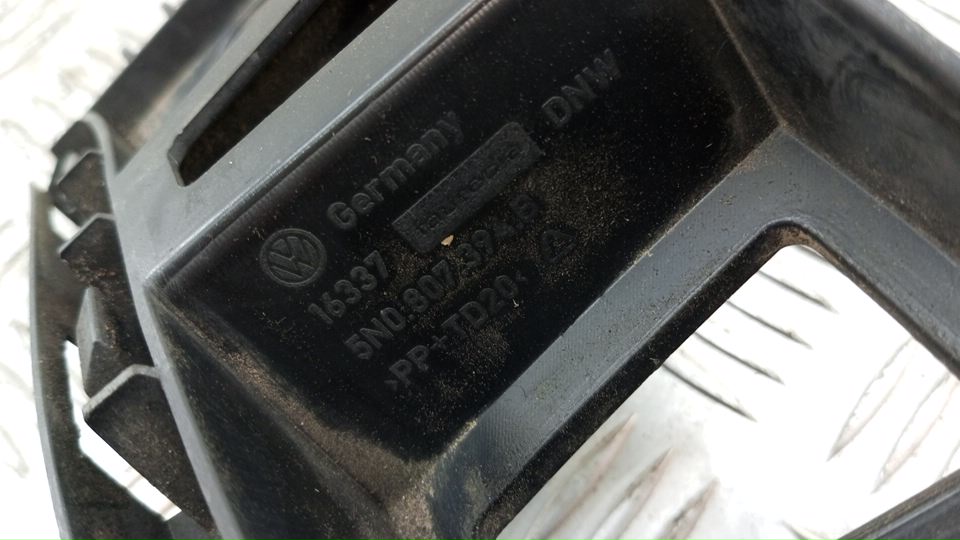 Germany DNW
16337
5N0.807.394.B
>PP+TD20<